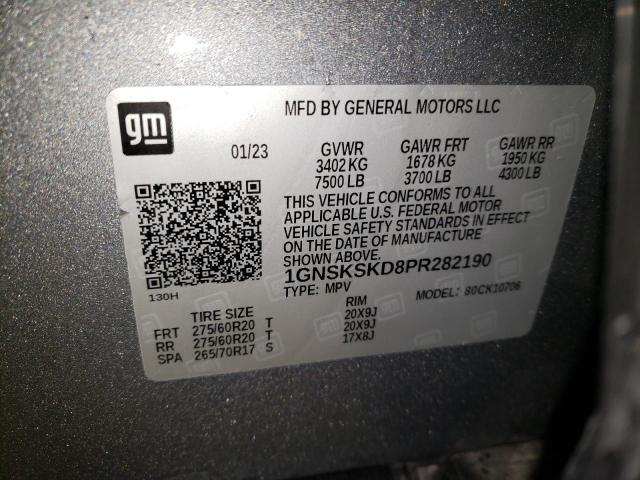 gm
MFD BY GENERAL MOTORS LLC
01/23 GVWR GAWR FRT GAWR RR
3402 KG 1678 KG 1950 KG
7500 LB 3700 LB 4300 LB
THIS VEHICLE CONFORMS TO ALL
APPLICABLE U.S. FEDERAL MOTOR
VEHICLE SAFETY STANDARDS IN EFFECT
ON THE DATE OF MANUFACTURE
SHOWN ABOVE.
1GNSKSKD8PR282190
TYPE: MPV MODEL: 80CK10706
130H
TIRE SIZE RIM
FRT 275/60R20 T 20X9J
RR 275/60R20 T 20X9J
SPA 265/70R17 S 17X8J